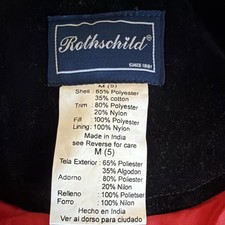 Rothschild®
SINCE 1881
M (5)
Shell : 65% Polyester
35% cotton
Trim : 80% Polyester
20% Nylon
Fill : 100% Polyester
Lining : 100% Nylon
Made in India
see Reverse for care
M (5)
Tela Exterior : 65% Poliester
35% Algodon
Adorno : 80% Poliester
20% Nilon
Relleno : 100% Poliester
Forro : 100% Nilon
Hecho en India
Ver al dorso para ciudado